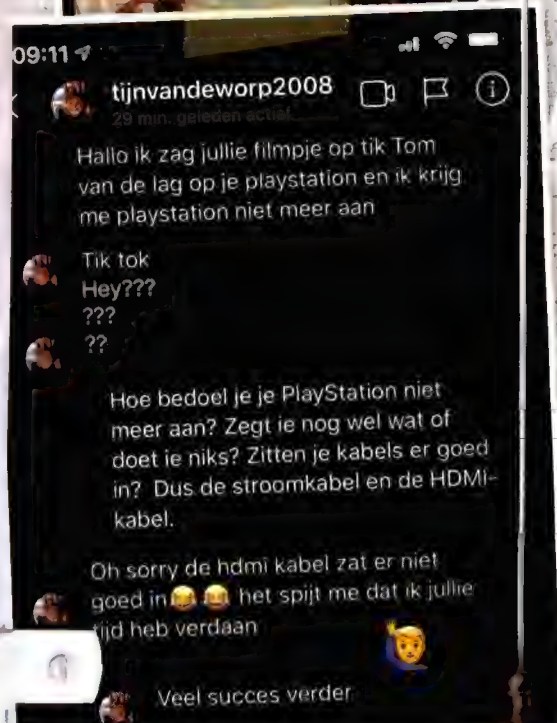 09:11
tijnvandeworp2008
29 min. geleden actief
Hallo ik zag jullie filmpje op tik Tom
van de lag op je playstation en ik krijg
me playstation niet meer aan
Tik tok
Hey???
???
??
Hoe bedoel je je PlayStation niet
meer aan? Zegt ie nog wel wat of
doet ie niks? Zitten je kabels er goed
in? Dus de stroomkabel en de HDMI-
kabel.
Oh sorry de hdmi kabel zat er niet
goed in😂😂 het spijt me dat ik jullie
tijd heb verdaan
🙋‍♂️
Veel succes verder